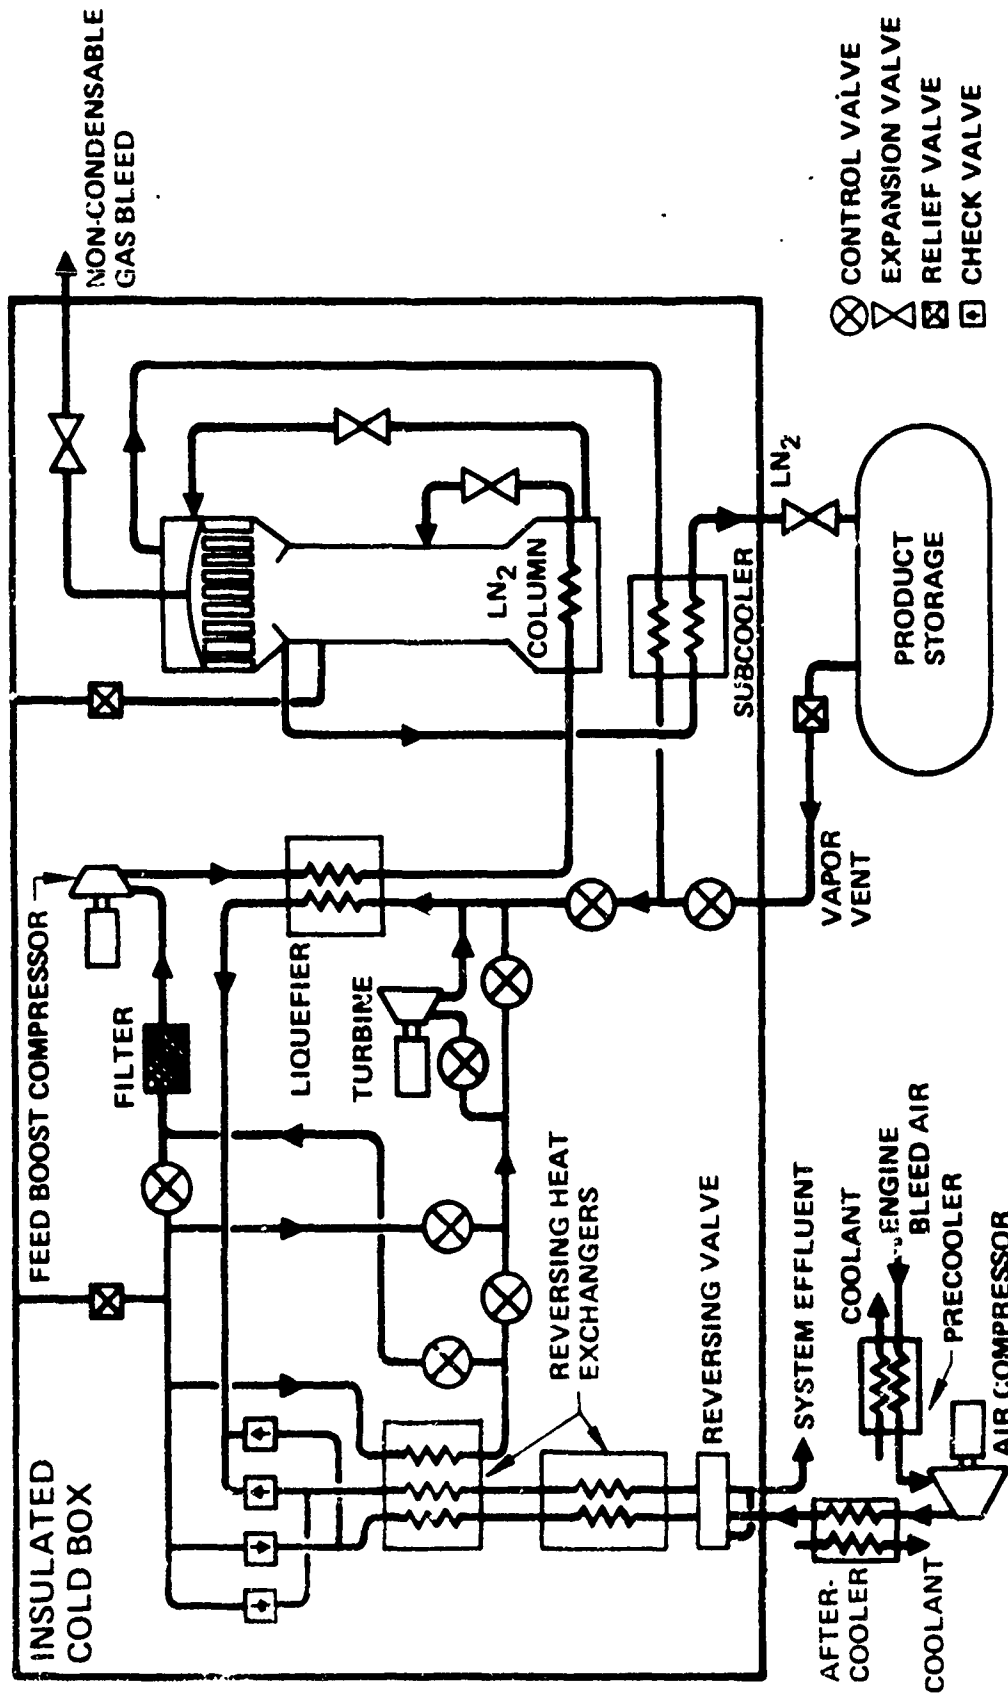 INSULATED
COLD BOX
FEED BOOST COMPRESSOR
FILTER
LIQUEFIER
TURBINE
REVERSING HEAT
EXCHANGERS
REVERSING VALVE
SYSTEM EFFLUENT
COOLANT
ENGINE
BLEED AIR
PRECOOLER
AIR COMPRESSOR
AFTER-
COOLER
COOLANT
NON-CONDENSABLE
GAS BLEED
LN2
COLUMN
SUBCOOLER
LN2
PRODUCT
STORAGE
VAPOR
VENT
CONTROL VALVE
EXPANSION VALVE
RELIEF VALVE
CHECK VALVE